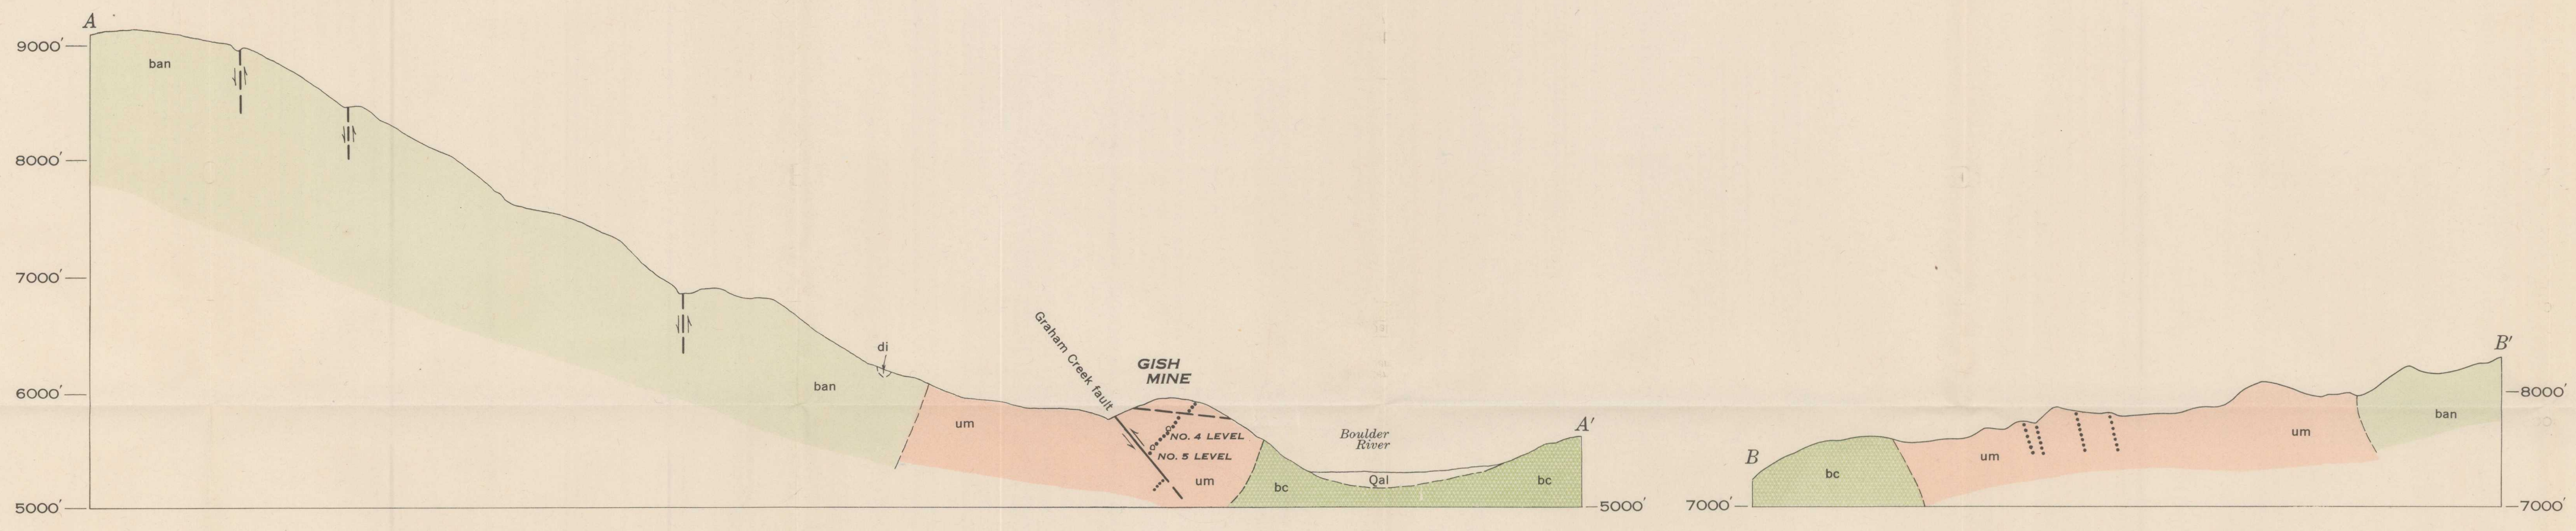 A
9000′
ban
8000′
7000′
di
6000′
ban
um
Graham Creek fault
GISH
MINE
NO. 4 LEVEL
NO. 5 LEVEL
um
bc
Boulder
River
Qal
bc
A′
5000′
5000′
B
7000′
bc
um
um
ban
B′
8000′
7000′